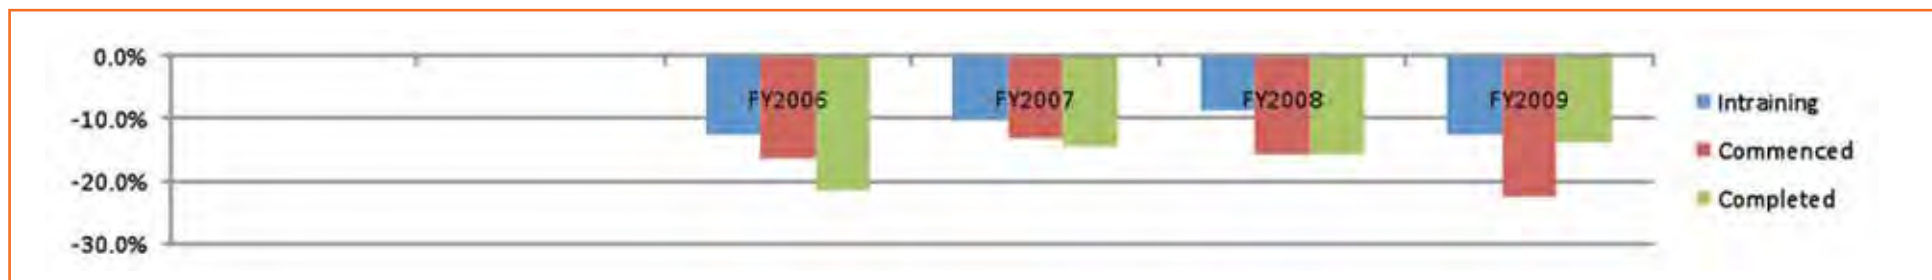 0.0%
-10.0%
-20.0%
-30.0%
FY2006 FY2007 FY2008 FY2009
Intraining
Commenced
Completed